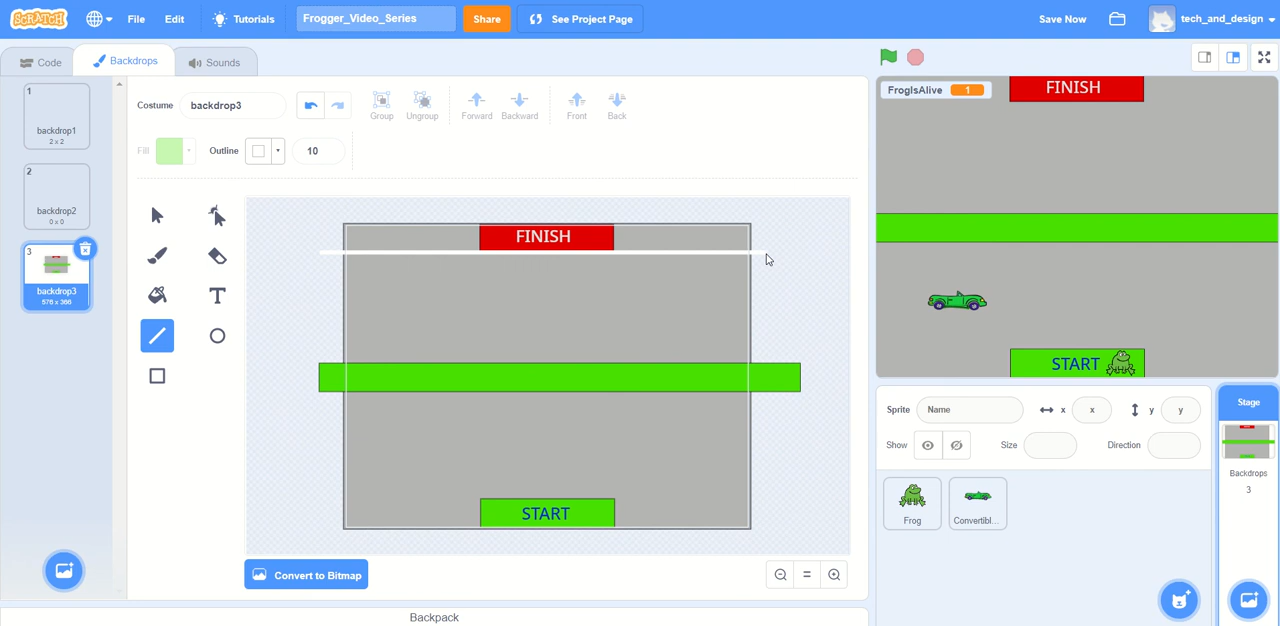 SCRATCH File Edit Tutorials Frogger_Video_Series Share See Project Page Save Now tech_and_design
Code Backdrops Sounds
1
backdrop1
2 x 2
2
backdrop2
0 x 0
3
backdrop3
576 x 366
Costume backdrop3 Group Ungroup Forward Backward Front Back
Fill Outline 10
FINISH
START
Convert to Bitmap
Backpack
FrogIsAlive 1
FINISH
START
Sprite Name x x y y
Show Size Direction
Frog
Convertibl...
Stage
Backdrops
3